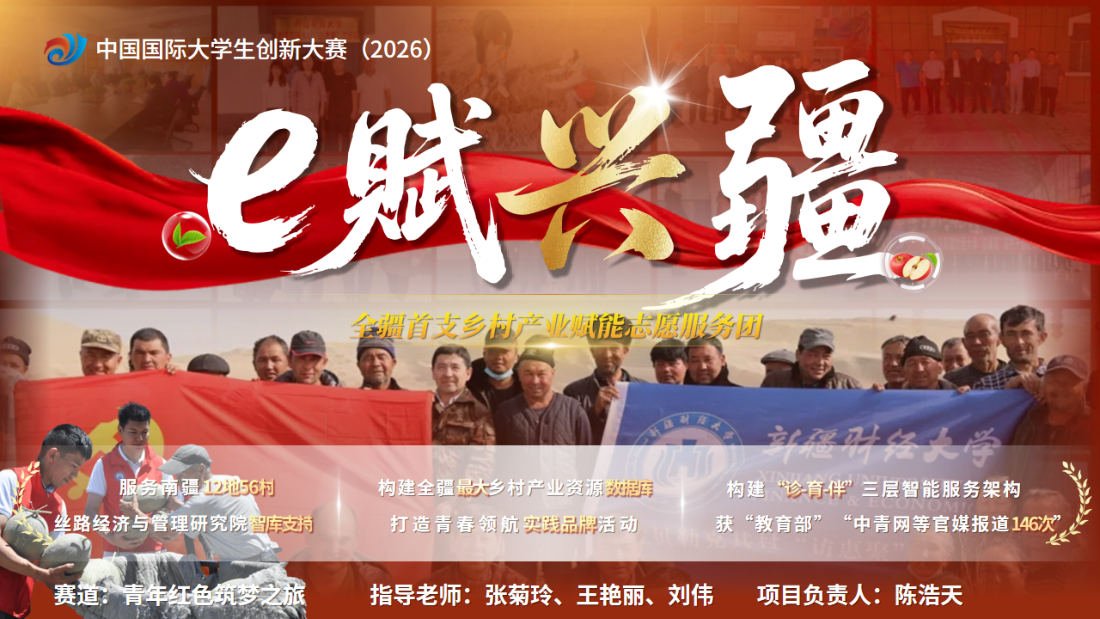 中国国际大学生创新大赛（2026）
e赋兴疆
全疆首支乡村产业赋能志愿服务团
新疆财经大学
服务南疆12地56村
构建全疆最大乡村产业资源数据库
构建“诊·育·伴”三层智能服务架构
丝路经济与管理研究院智库支持
打造青春领航实践品牌活动
获“教育部”“中青网等官媒报道146次”
赛道：青年红色筑梦之旅
指导老师：张菊玲、王艳丽、刘伟
项目负责人：陈浩天